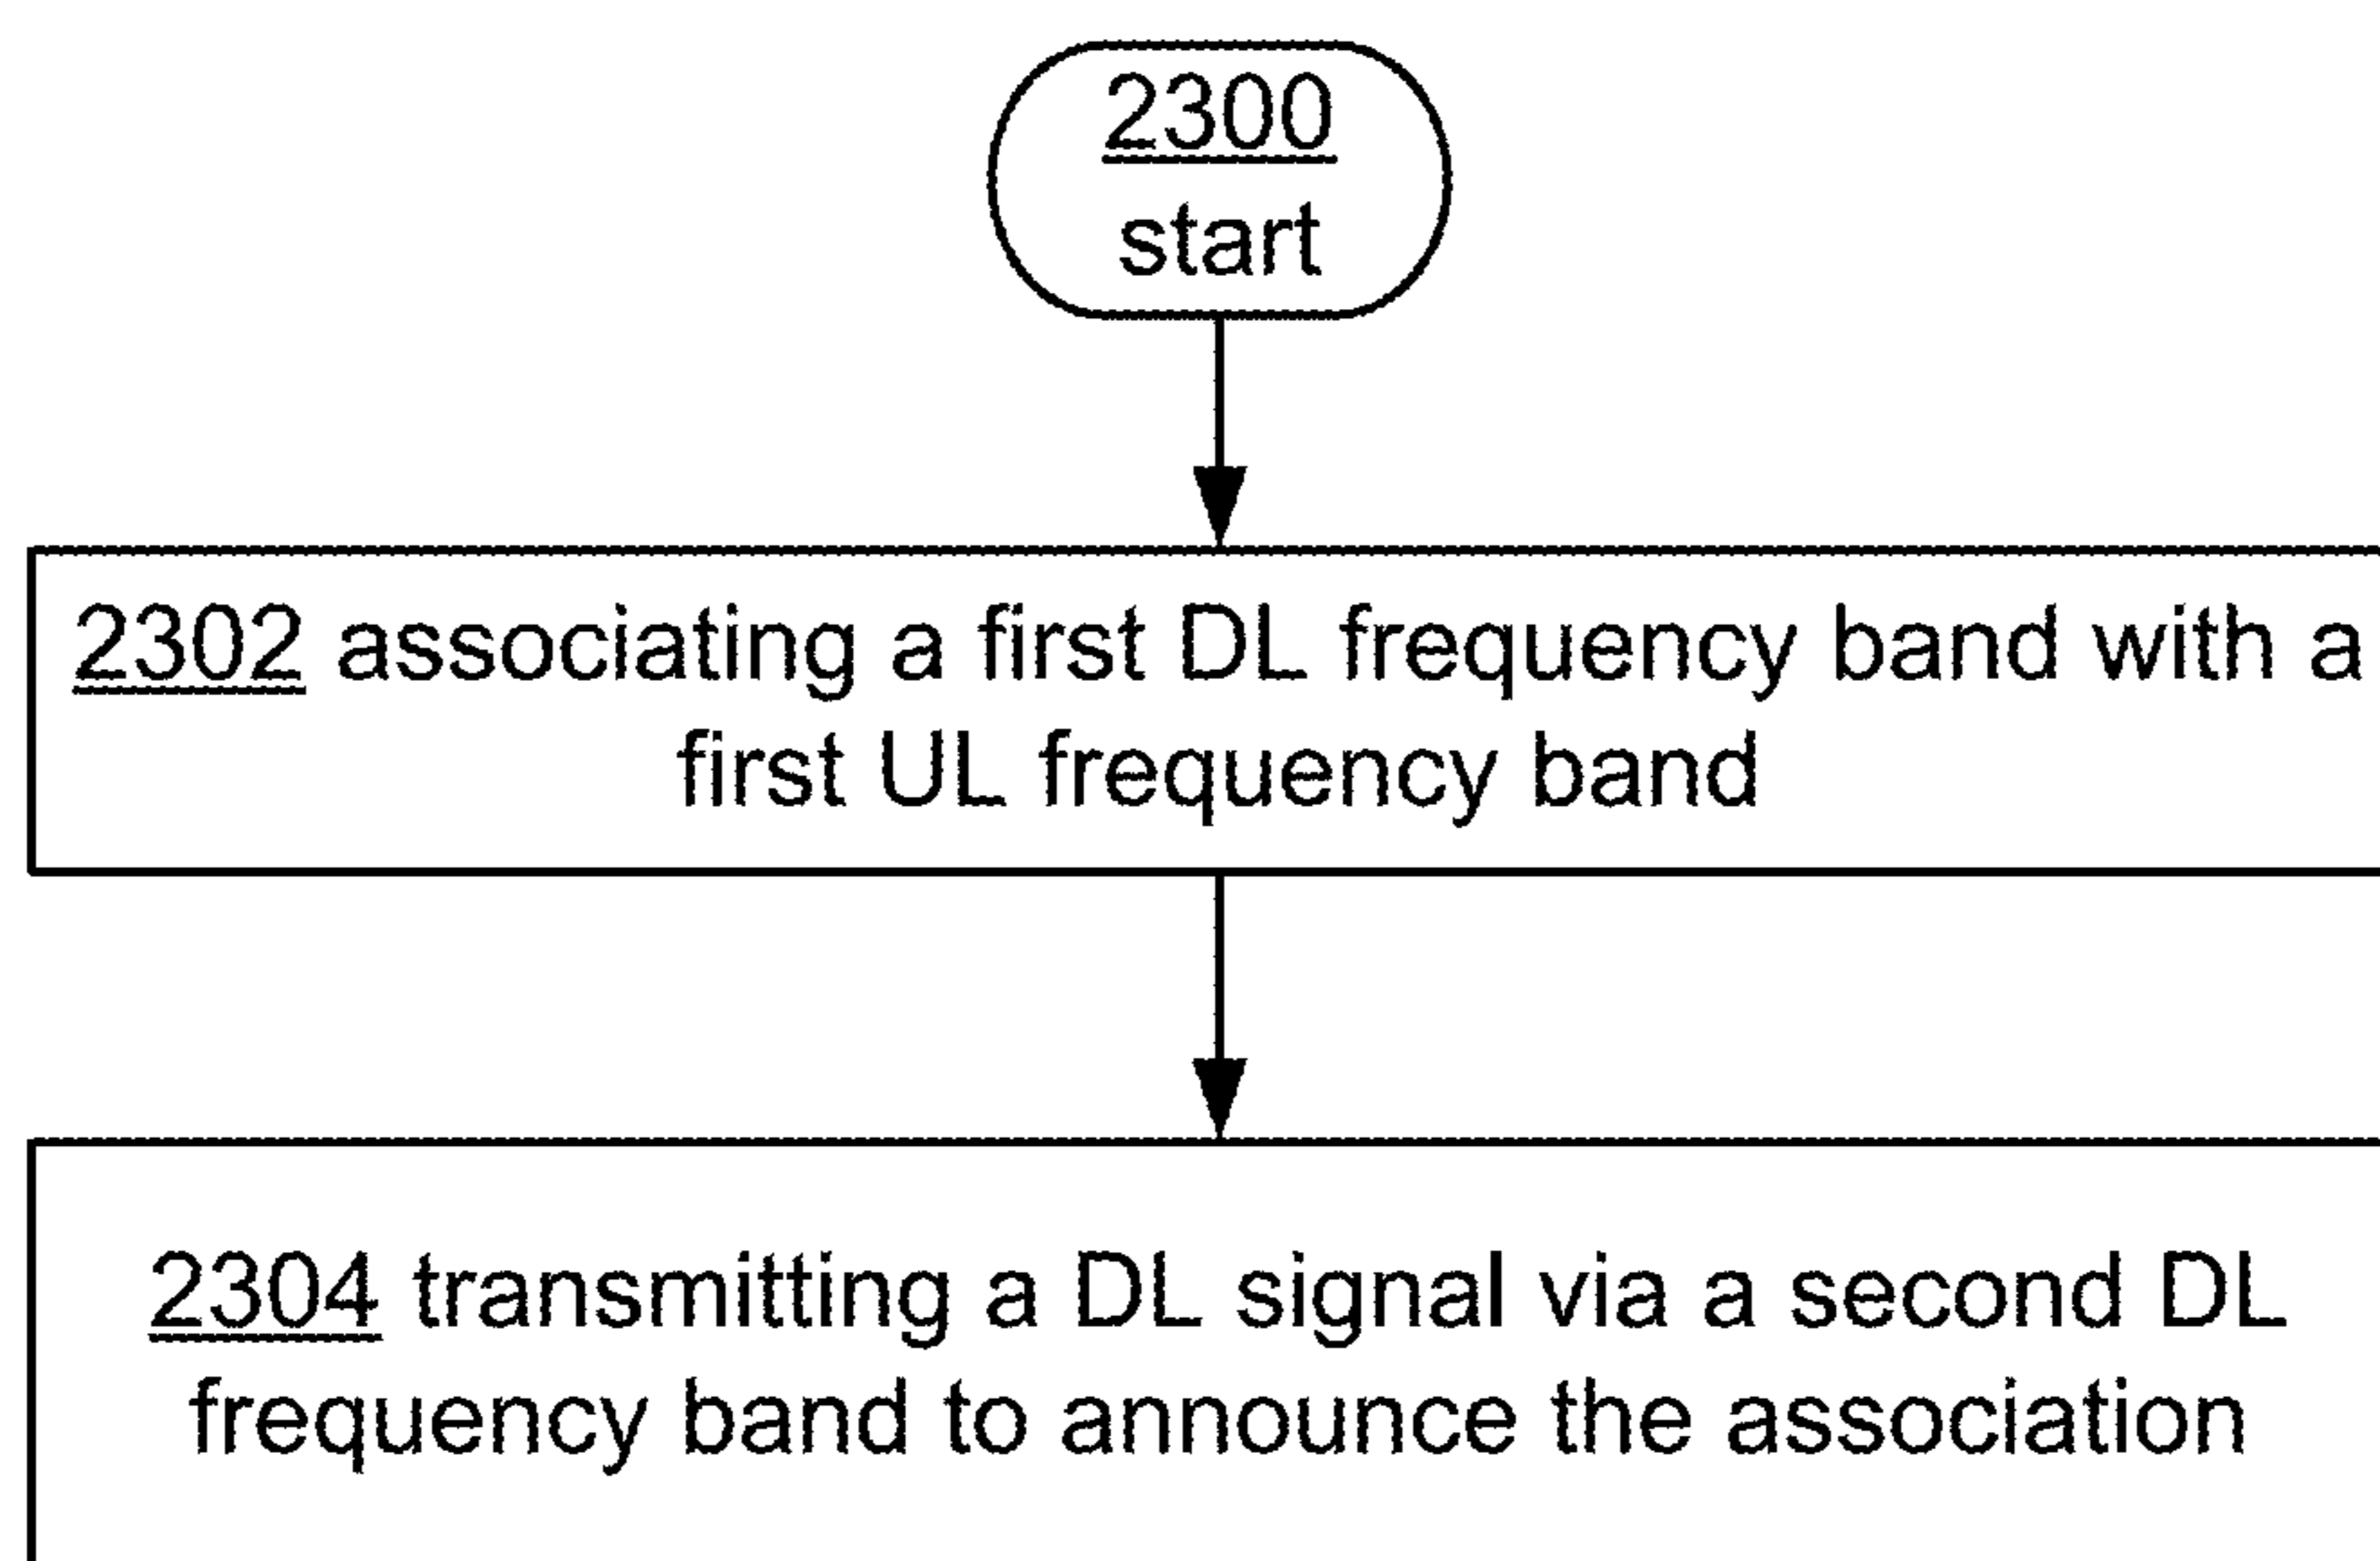 2300
start
2302 associating a first DL frequency band with a
first UL frequency band
2304 transmitting a DL signal via a second DL
frequency band to announce the association